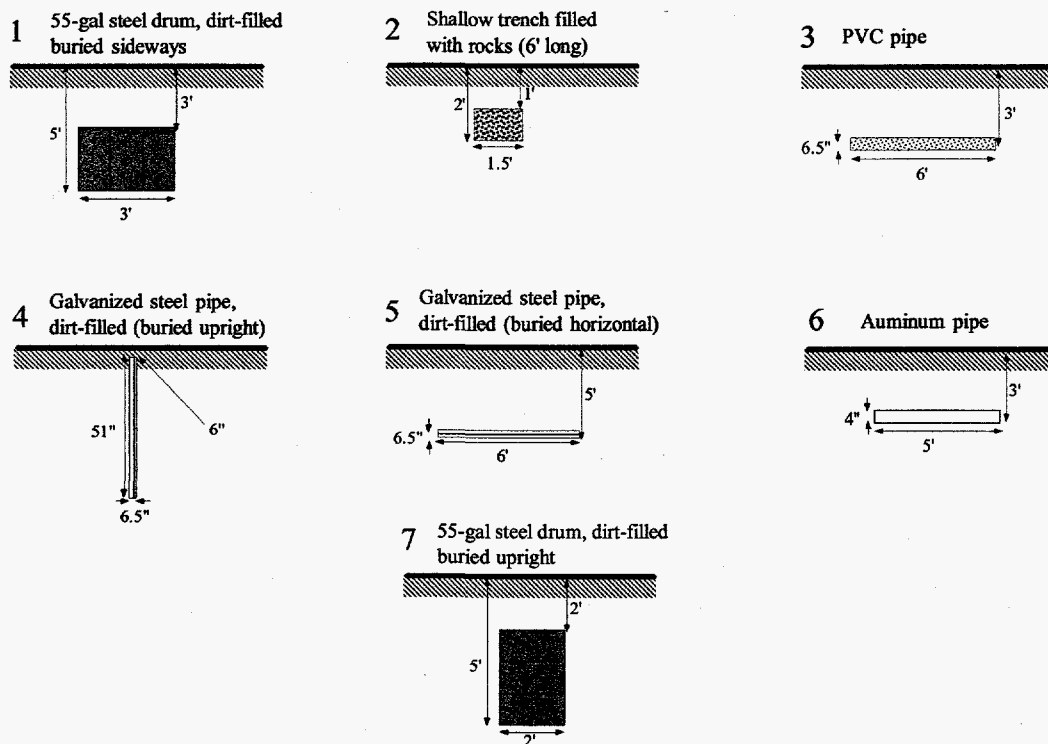 1 55-gal steel drum, dirt-filled
buried sideways
3'
5'
3'
2 Shallow trench filled
with rocks (6' long)
1'
2'
1.5'
3 PVC pipe
3'
6.5"
6'
4 Galvanized steel pipe,
dirt-filled (buried upright)
51"
6"
6.5"
5 Galvanized steel pipe,
dirt-filled (buried horizontal)
5'
6.5"
6'
6 Auminum pipe
3'
4"
5'
7 55-gal steel drum, dirt-filled
buried upright
2'
5'
2'